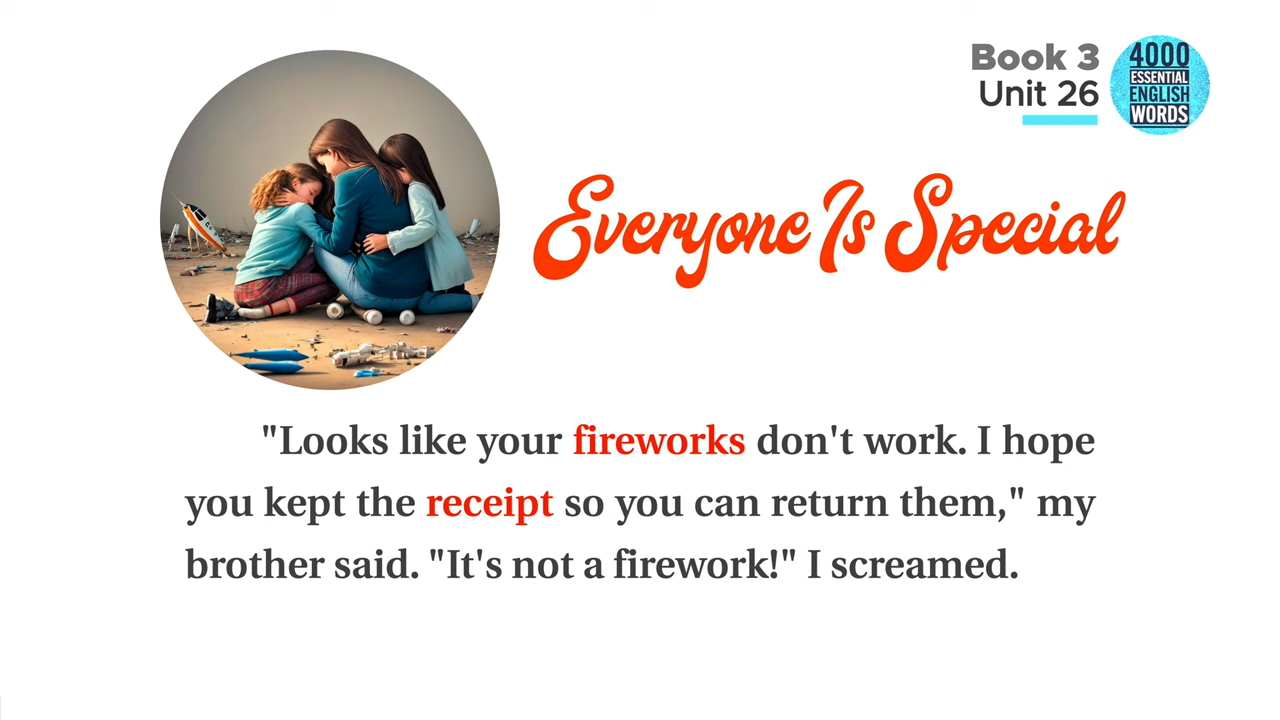 Book 3
Unit 26
4000
ESSENTIAL
ENGLISH
WORDS
Everyone Is Special
"Looks like your fireworks don't work. I hope
you kept the receipt so you can return them," my
brother said. "It's not a firework!" I screamed.